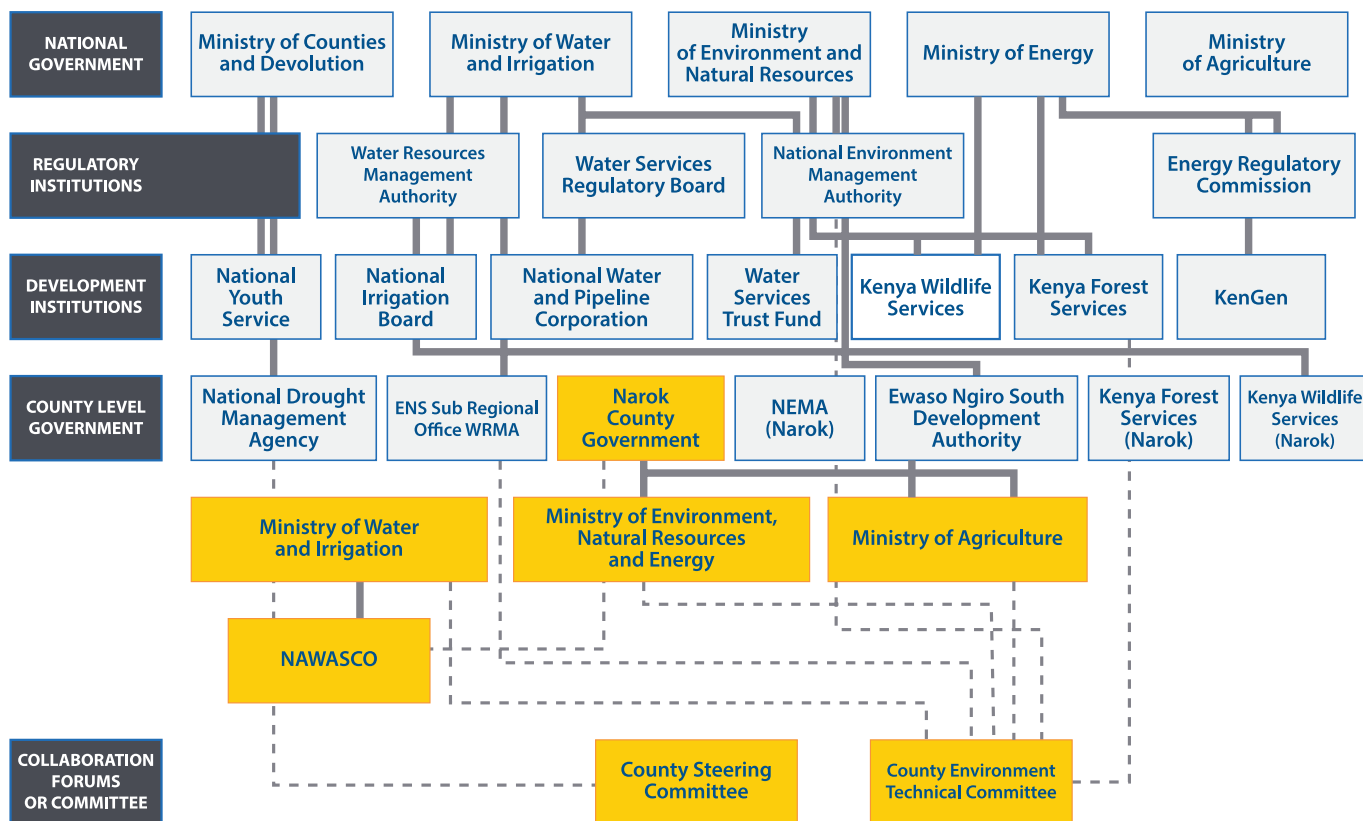 NATIONAL
GOVERNMENT
Ministry of Counties
and Devolution
Ministry of Water
and Irrigation
Ministry
of Environment and
Natural Resources
Ministry of Energy
Ministry
of Agriculture
REGULATORY
INSTITUTIONS
Water Resources
Management
Authority
Water Services
Regulatory Board
National Environment
Management
Authority
Energy Regulatory
Commission
DEVELOPMENT
INSTITUTIONS
National
Youth
Service
National
Irrigation
Board
National Water
and Pipeline
Corporation
Water
Services
Trust Fund
Kenya Wildlife
Services
Kenya Forest
Services
KenGen
COUNTY LEVEL
GOVERNMENT
National Drought
Management
Agency
ENS Sub Regional
Office WRMA
Narok
County
Government
NEMA
(Narok)
Ewaso Ngiro South
Development
Authority
Kenya Forest
Services
(Narok)
Kenya Wildlife
Services
(Narok)
Ministry of Water
and Irrigation
Ministry of Environment,
Natural Resources
and Energy
Ministry of Agriculture
NAWASCO
COLLABORATION
FORUMS
OR COMMITTEE
County Steering
Committee
County Environment
Technical Committee